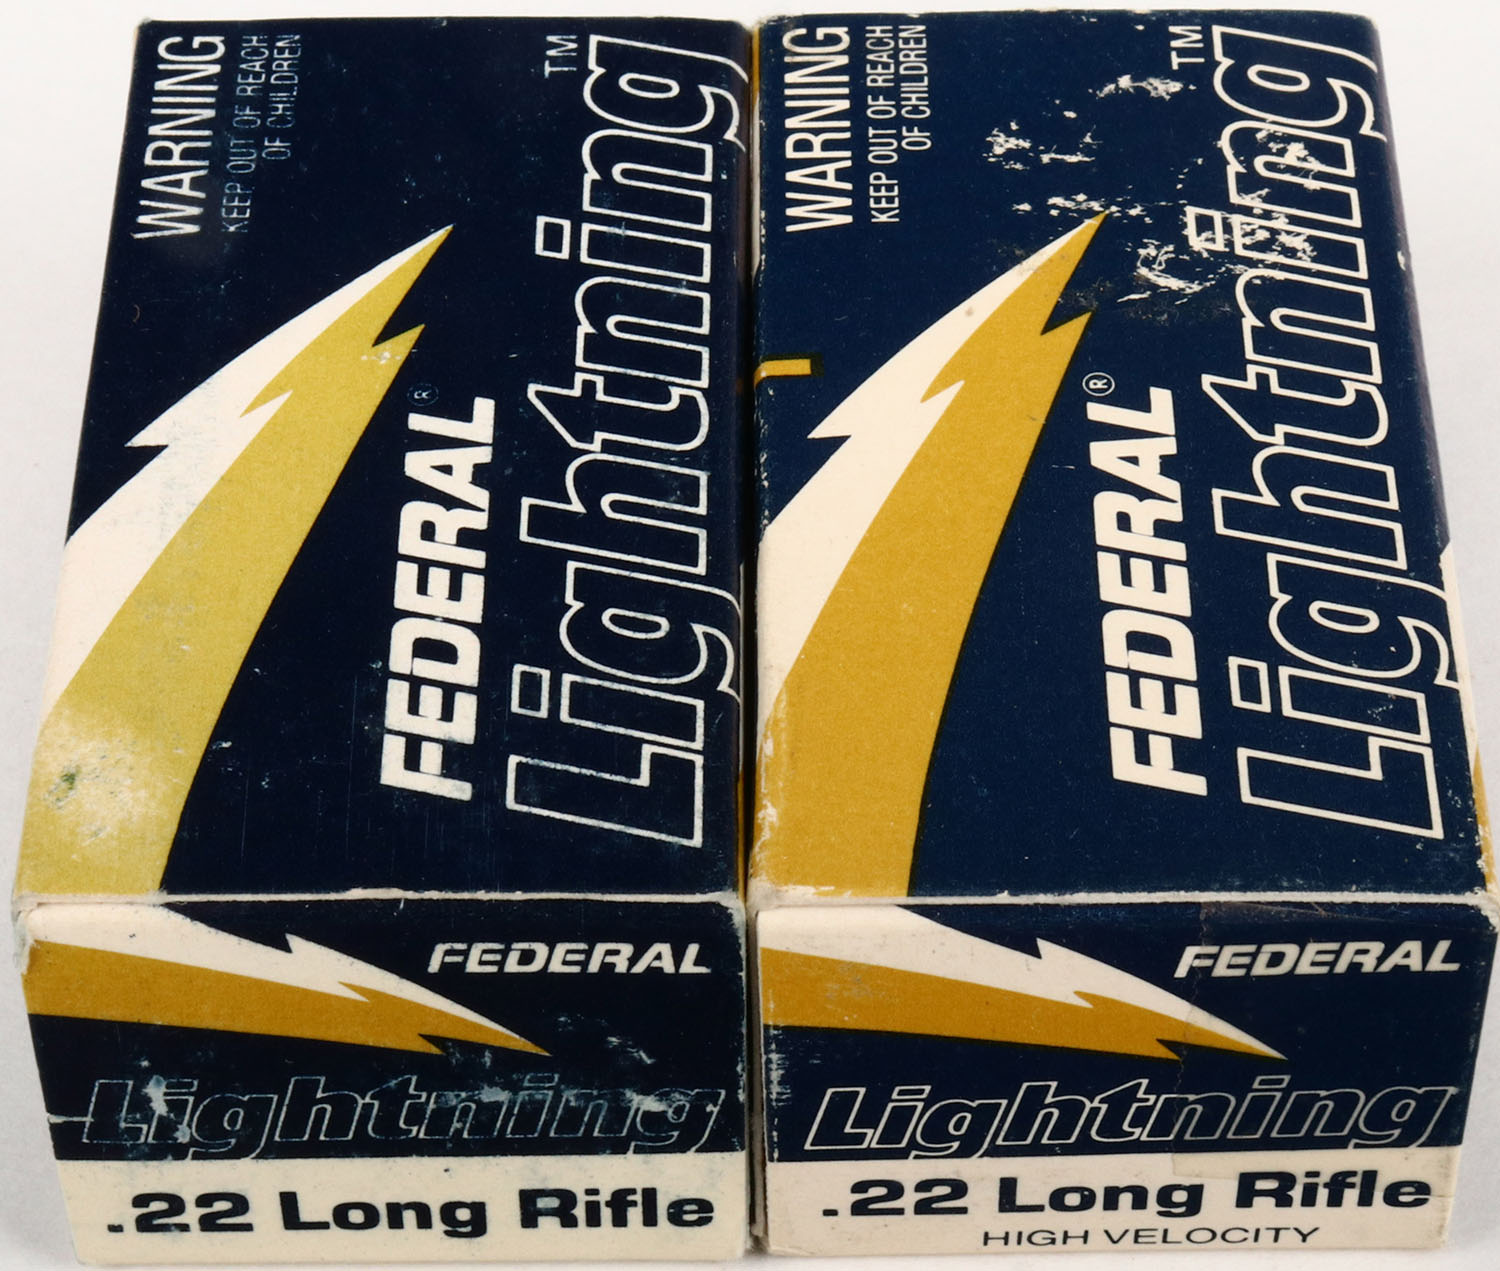 WARNING
KEEP OUT OF REACH
OF CHILDREN
FEDERAL®
Lightning™
FEDERAL
Lightning
.22 Long Rifle
WARNING
KEEP OUT OF REACH
OF CHILDREN
FEDERAL®
Lightning™
FEDERAL
Lightning
.22 Long Rifle
HIGH VELOCITY